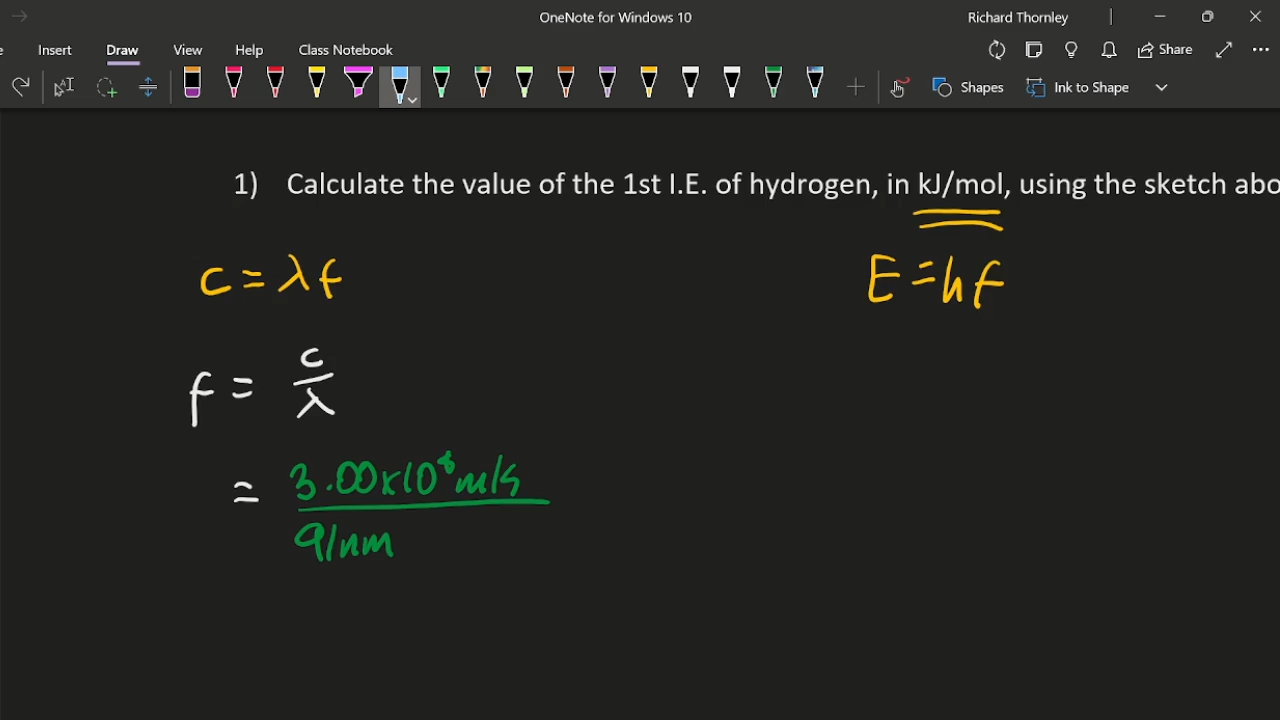 OneNote for Windows 10
Richard Thornley
Insert Draw View Help Class Notebook
Share
Shapes Ink to Shape
1) Calculate the value of the 1st I.E. of hydrogen, in kJ/mol, using the sketch abo
c = λf
E = hf
f = c/λ
= 3.00x10⁸ m/s
91nm